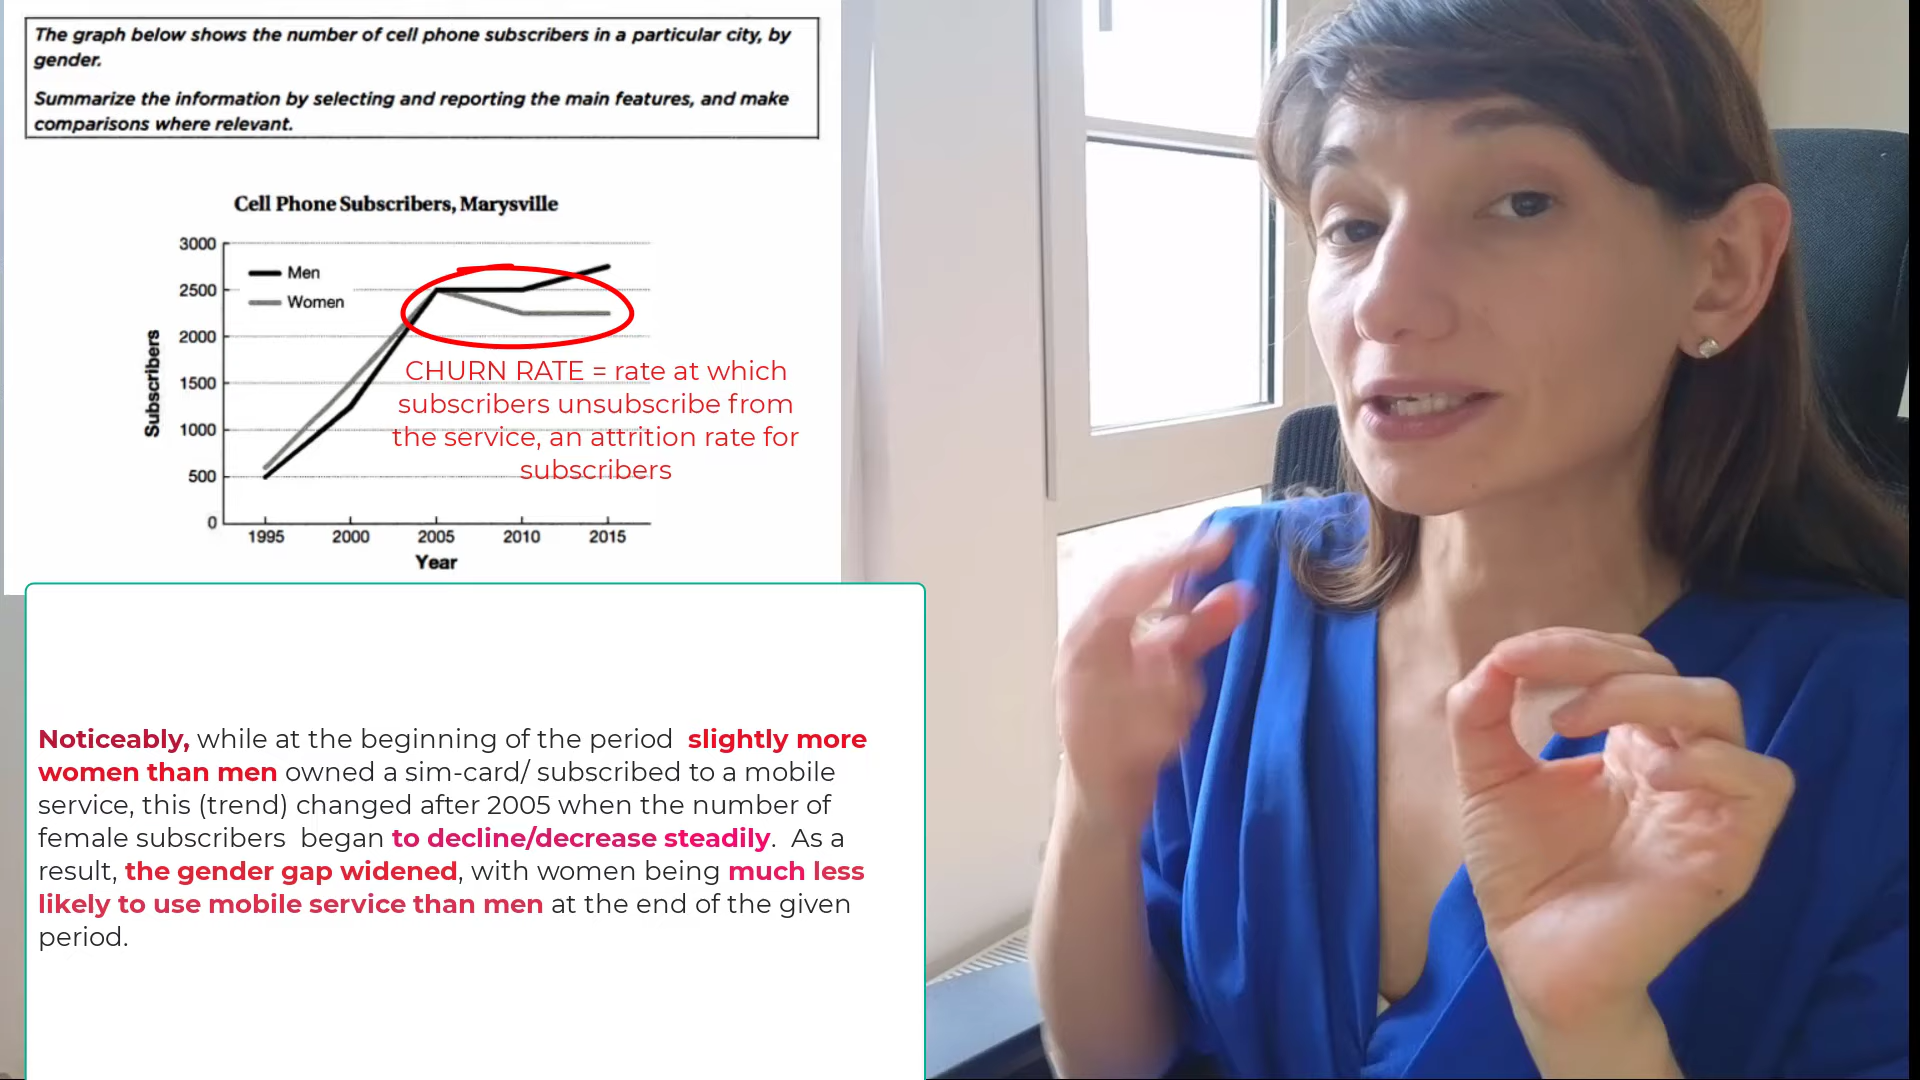 The graph below shows the number of cell phone subscribers in a particular city, by
gender.
Summarize the information by selecting and reporting the main features, and make
comparisons where relevant.
Cell Phone Subscribers, Marysville
3000
2500
2000
1500
1000
500
0
Subscribers
Men
Women
1995 2000 2005 2010 2015
Year
CHURN RATE = rate at which
subscribers unsubscribe from
the service, an attrition rate for
subscribers
Noticeably, while at the beginning of the period slightly more
women than men owned a sim-card/ subscribed to a mobile
service, this (trend) changed after 2005 when the number of
female subscribers began to decline/decrease steadily. As a
result, the gender gap widened, with women being much less
likely to use mobile service than men at the end of the given
period.